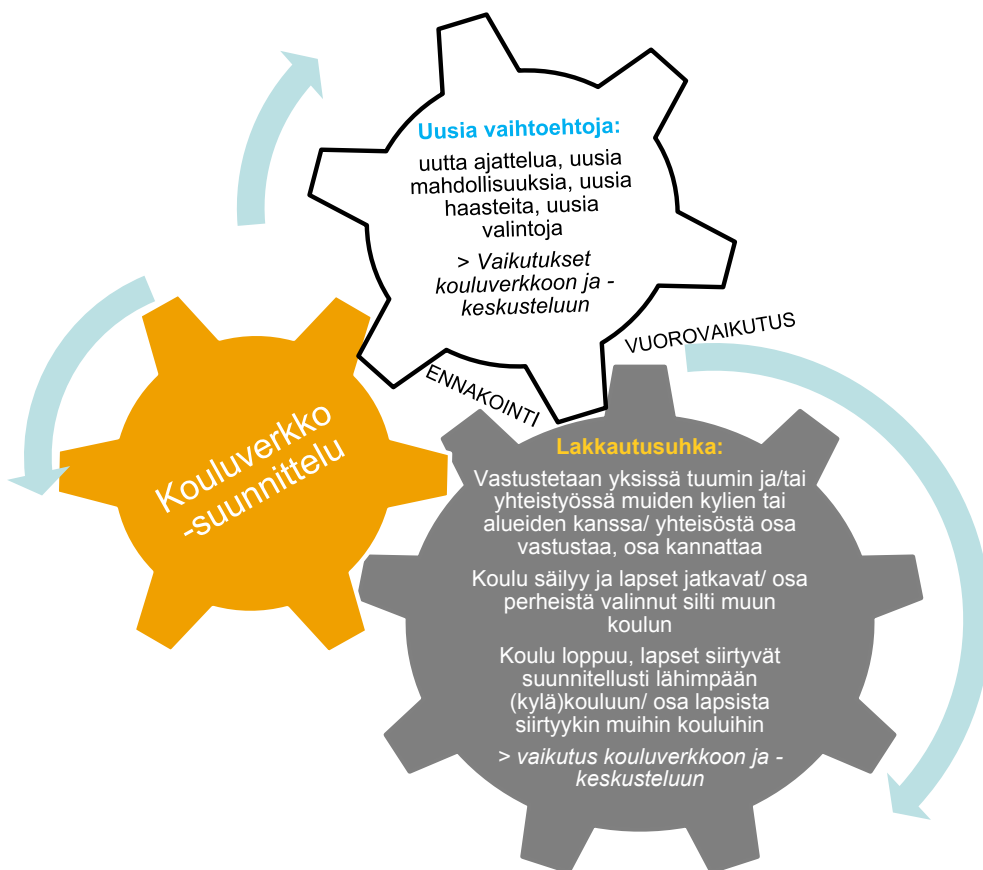 Uusia vaihtoehtoja:
uutta ajattelua, uusia
mahdollisuuksia, uusia
haasteita, uusia
valintoja
> Vaikutukset
kouluverkkoon ja -
keskusteluun
VUOROVAIKUTUS
ENNAKOINTI
Kouluverkko
-suunnittelu
Lakkautusuhka:
Vastustetaan yksissä tuumin ja/tai
yhteistyössä muiden kylien tai
alueiden kanssa/ yhteisöstä osa
vastustaa, osa kannattaa
Koulu säilyy ja lapset jatkavat/ osa
perheistä valinnut silti muun
koulun
Koulu loppuu, lapset siirtyvät
suunnitellusti lähimpään
(kylä)kouluun/ osa lapsista
siirtyykin muihin kouluihin
> vaikutus kouluverkkoon ja -
keskusteluun